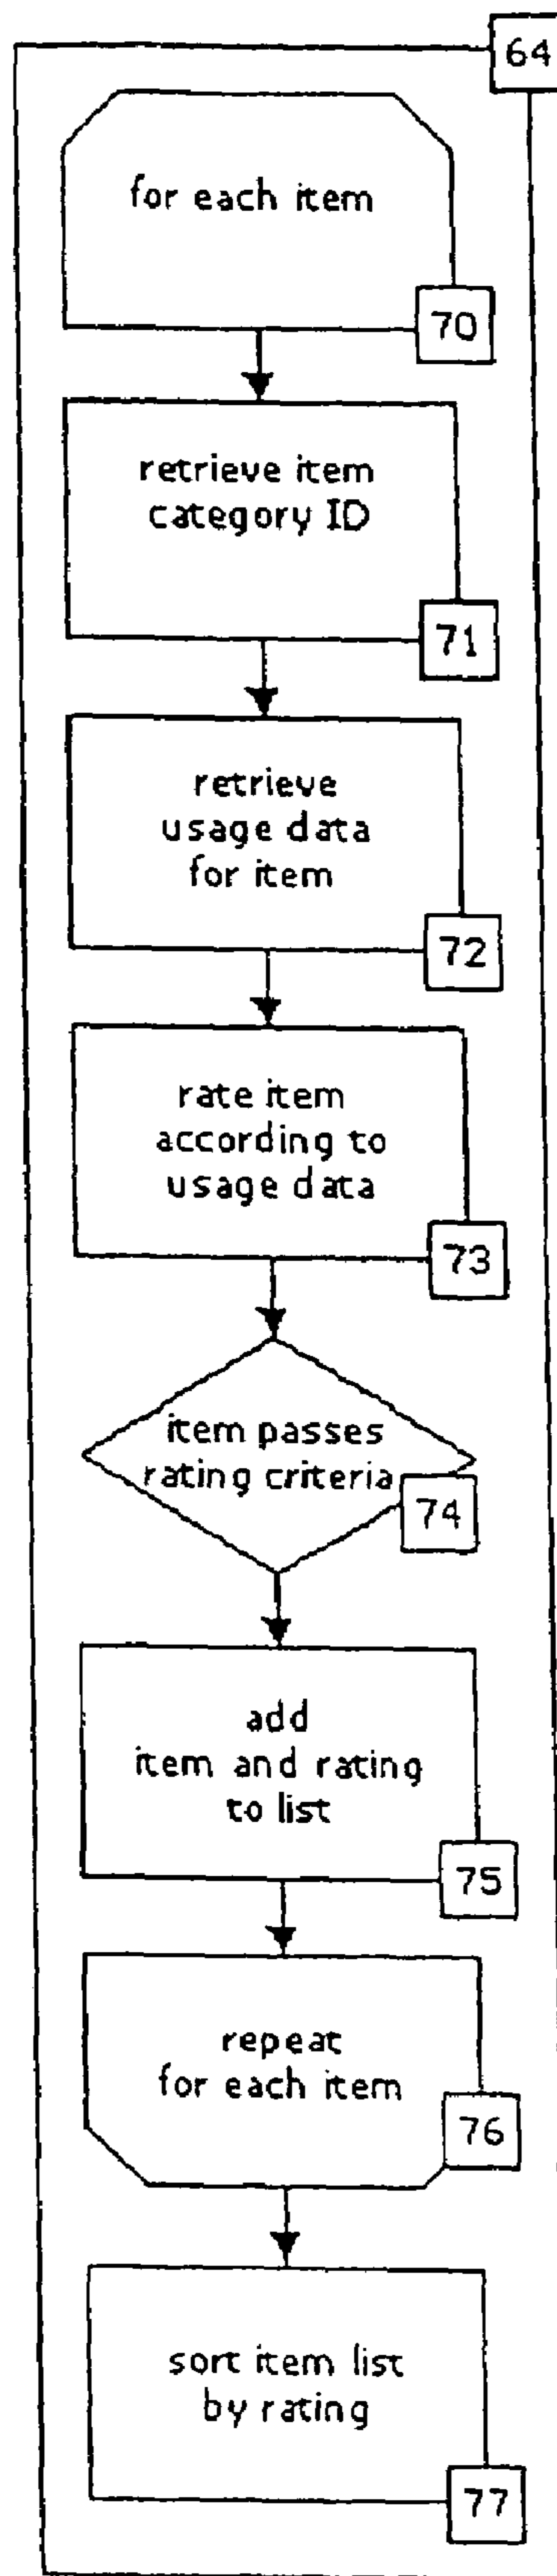 64
for each item
70
retrieve item
category ID
71
retrieve
usage data
for item
72
rate item
according to
usage data
73
item passes
rating criteria
74
add
item and rating
to list
75
repeat
for each item
76
sort item list
by rating
77